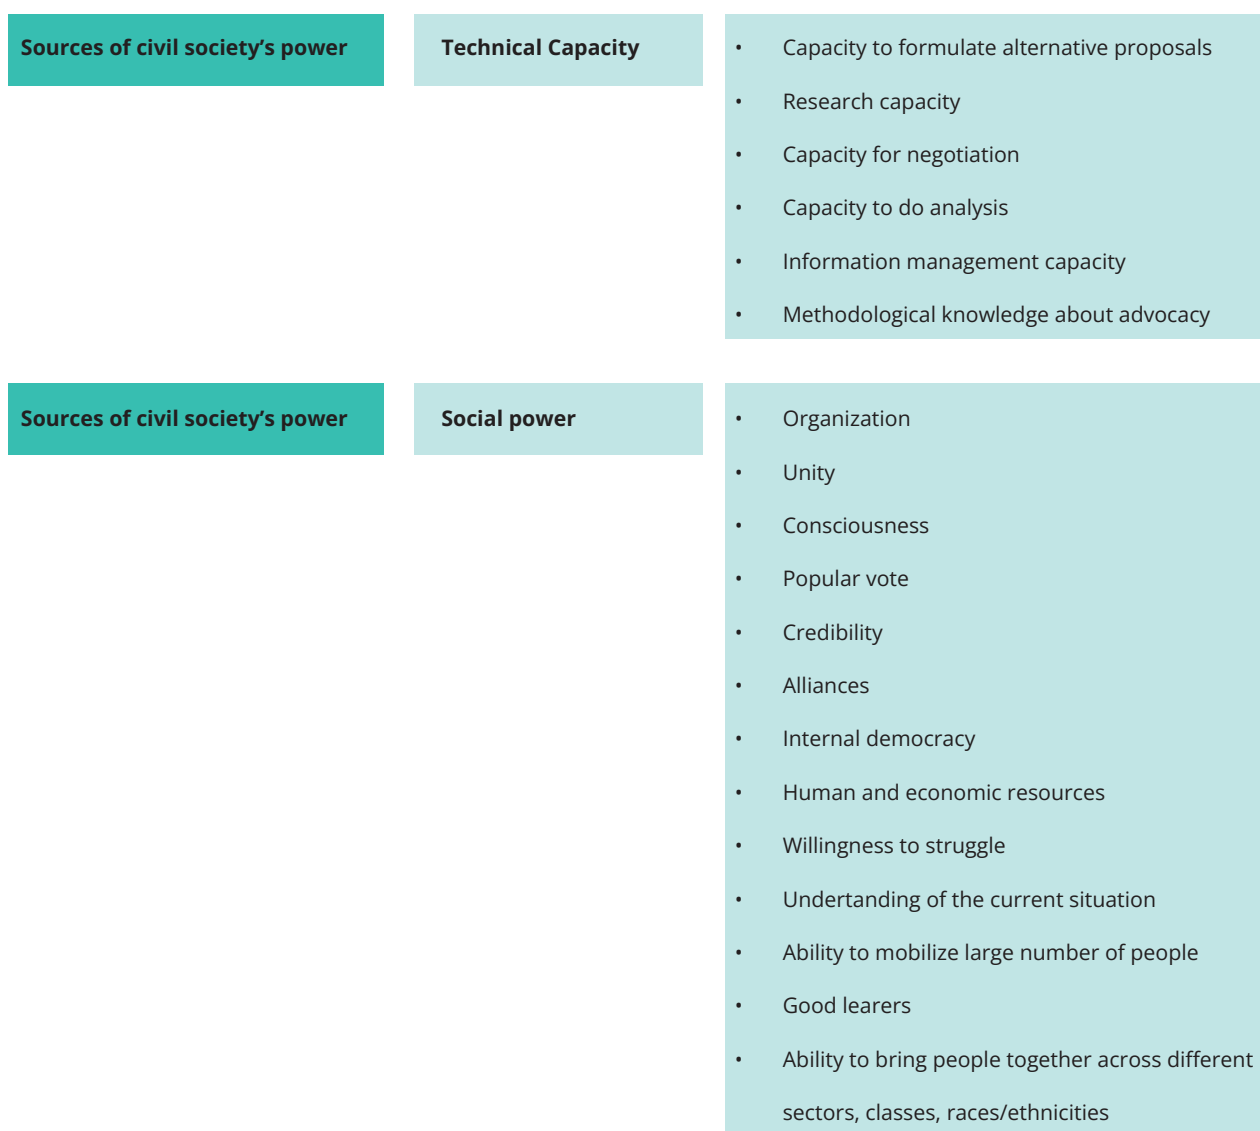 Sources of civil society’s power
Technical Capacity
• Capacity to formulate alternative proposals
• Research capacity
• Capacity for negotiation
• Capacity to do analysis
• Information management capacity
• Methodological knowledge about advocacy
Sources of civil society’s power
Social power
• Organization
• Unity
• Consciousness
• Popular vote
• Credibility
• Alliances
• Internal democracy
• Human and economic resources
• Willingness to struggle
• Undertanding of the current situation
• Ability to mobilize large number of people
• Good learers
• Ability to bring people together across different
sectors, classes, races/ethnicities